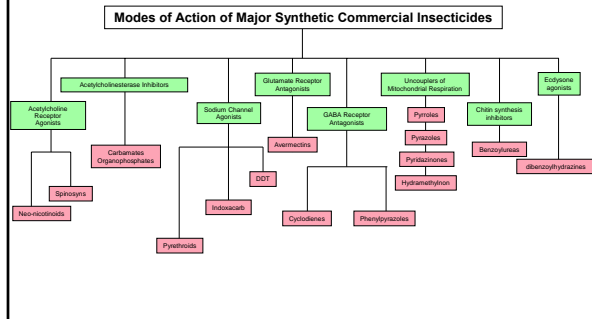 Modes of Action of Major Synthetic Commercial Insecticides
Acetylcholine
Receptor
Agonists
Acetylcholinesterase Inhibitors
Sodium Channel
Agonists
Glutamate Receptor
Antagonists
GABA Receptor
Antagonists
Uncouplers of
Mitochondrial Respiration
Chitin synthesis
inhibitors
Ecdysone
agonists
Neo-nicotinoids
Spinosyns
Carbamates
Organophosphates
Pyrethroids
Indoxacarb
DDT
Avermectins
Cyclodienes
Phenylpyrazoles
Pyrroles
Pyrazoles
Pyridazinones
Hydramethylnon
Benzoylureas
dibenzoylhydrazines